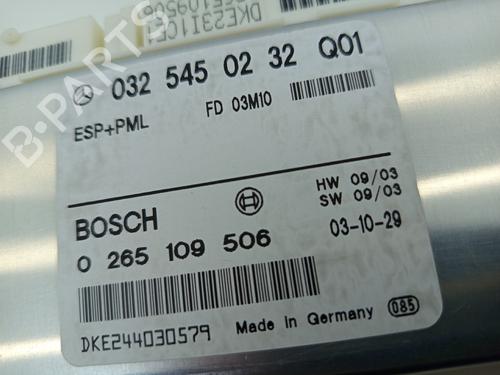 DKE2311CE1
032 545 02 32 Q01
ESP+PML
FD 03M10
BOSCH
HW 09/03
SW 09/03
0 265 109 506
03-10-29
DKE244030579
Made in Germany
085
B-PARTS